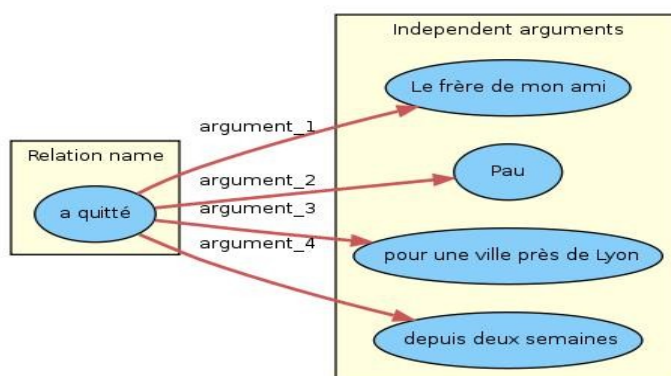 Independent arguments
Le frère de mon ami
argument_1
Relation name
Pau
argument_2
a quitté
argument_3
argument_4
pour une ville près de Lyon
depuis deux semaines